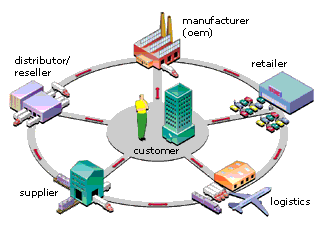 manufacturer
(oem)
distributor/
reseller
retailer
customer
supplier
logistics